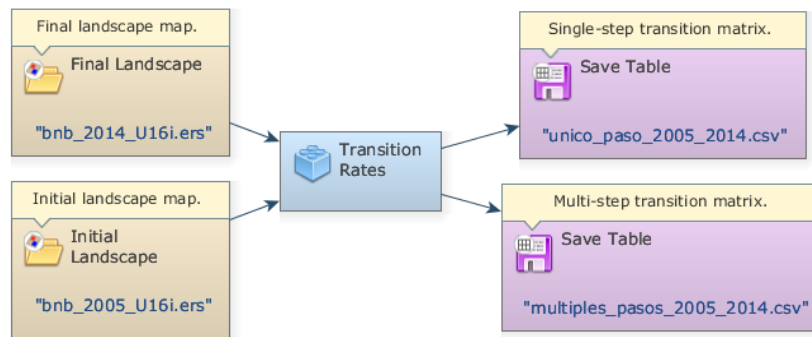 Final landscape map.
Final Landscape
"bnb_2014_U16i.ers"
Initial landscape map.
Initial
Landscape
"bnb_2005_U16i.ers"
Transition
Rates
Single-step transition matrix.
Save Table
"unico_paso_2005_2014.csv"
Multi-step transition matrix.
Save Table
"multiples_pasos_2005_2014.csv"